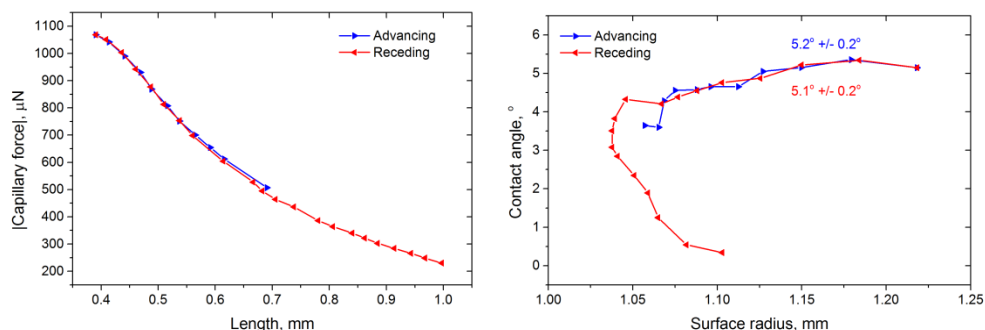 1100
1000
900
800
700
600
500
400
300
200
|Capillary force|, μN
0.4 0.5 0.6 0.7 0.8 0.9 1.0
Length, mm
Advancing
Receding
6
5
4
3
2
1
0
Contact angle, °
1.00 1.05 1.10 1.15 1.20 1.25
Surface radius, mm
Advancing
Receding
5.2° +/- 0.2°
5.1° +/- 0.2°